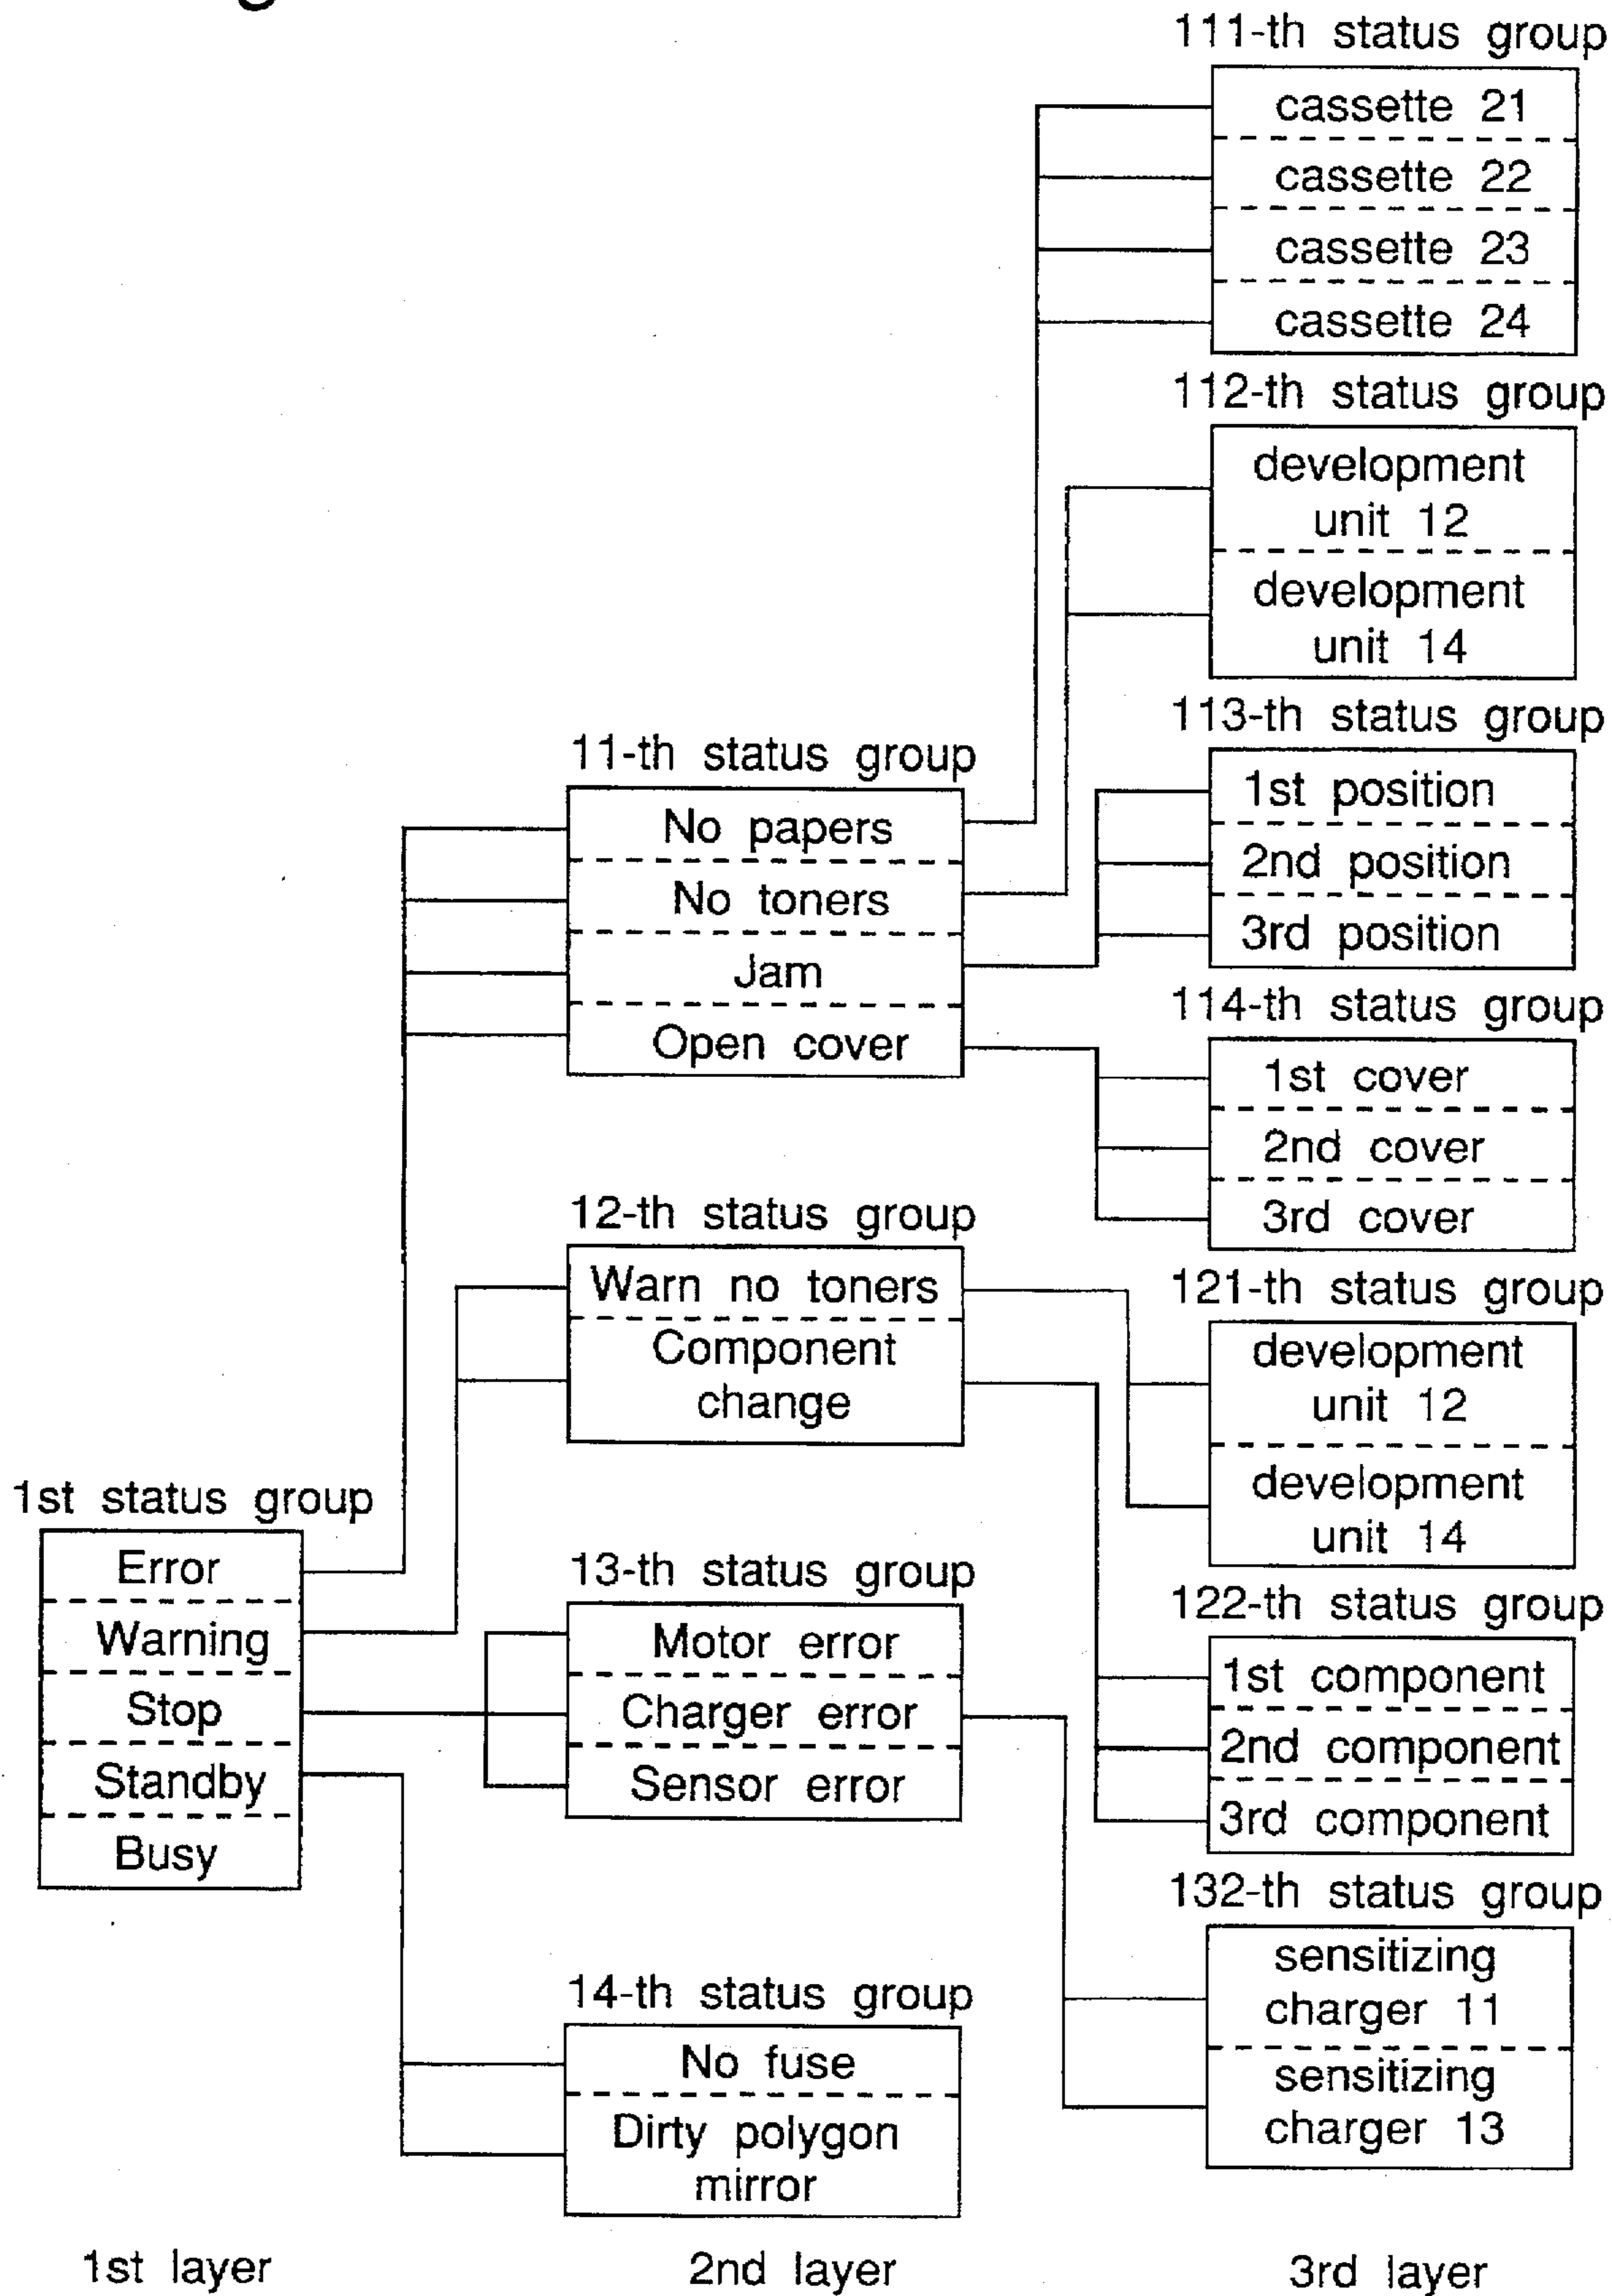 111-th status group
cassette 21
cassette 22
cassette 23
cassette 24
112-th status group
development
unit 12
development
unit 14
113-th status group
1st position
2nd position
3rd position
114-th status group
1st cover
2nd cover
3rd cover
11-th status group
No papers
No toners
Jam
Open cover
12-th status group
Warn no toners
Component
change
121-th status group
development
unit 12
development
unit 14
1st status group
Error
Warning
Stop
Standby
Busy
13-th status group
Motor error
Charger error
Sensor error
122-th status group
1st component
2nd component
3rd component
132-th status group
sensitizing
charger 11
sensitizing
charger 13
14-th status group
No fuse
Dirty polygon
mirror
1st layer
2nd layer
3rd layer